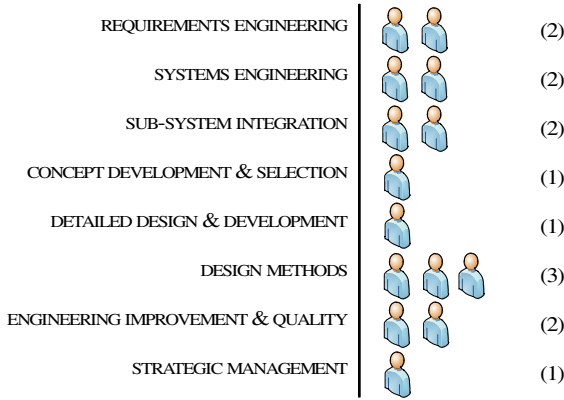 REQUIREMENTS ENGINEERING (2)
SYSTEMS ENGINEERING (2)
SUB-SYSTEM INTEGRATION (2)
CONCEPT DEVELOPMENT & SELECTION (1)
DETAILED DESIGN & DEVELOPMENT (1)
DESIGN METHODS (3)
ENGINEERING IMPROVEMENT & QUALITY (2)
STRATEGIC MANAGEMENT (1)